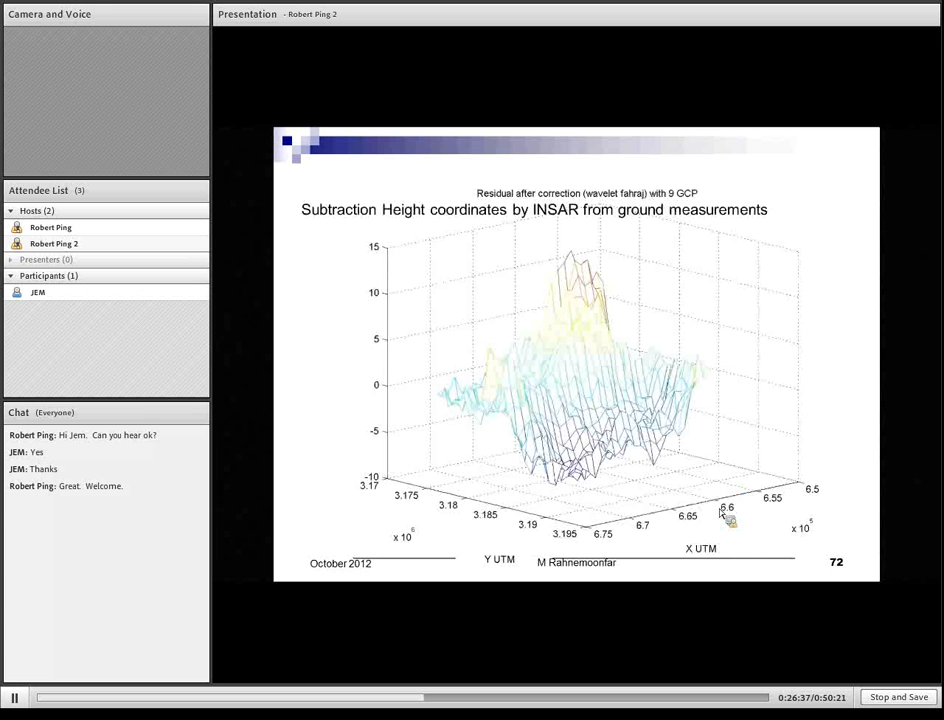 Camera and Voice
Attendee List (3)
Hosts (2)
Robert Ping
Robert Ping 2
Presenters (0)
Participants (1)
JEM
Chat (Everyone)
Robert Ping: Hi Jem. Can you hear ok?
JEM: Yes
JEM: Thanks
Robert Ping: Great. Welcome.
Presentation - Robert Ping 2
Residual after correction (wavelet fahraj) with 9 GCP
Subtraction Height coordinates by INSAR from ground measurements
15
10
5
0
-5
-10
3.17
3.175
3.18
3.185
3.19
3.195
x 10^6
Y UTM
6.75
6.7
6.65
6.6
6.55
6.5
x 10^5
X UTM
October 2012
M Rahnemoonfar
72
0:26:37/0:50:21
Stop and Save